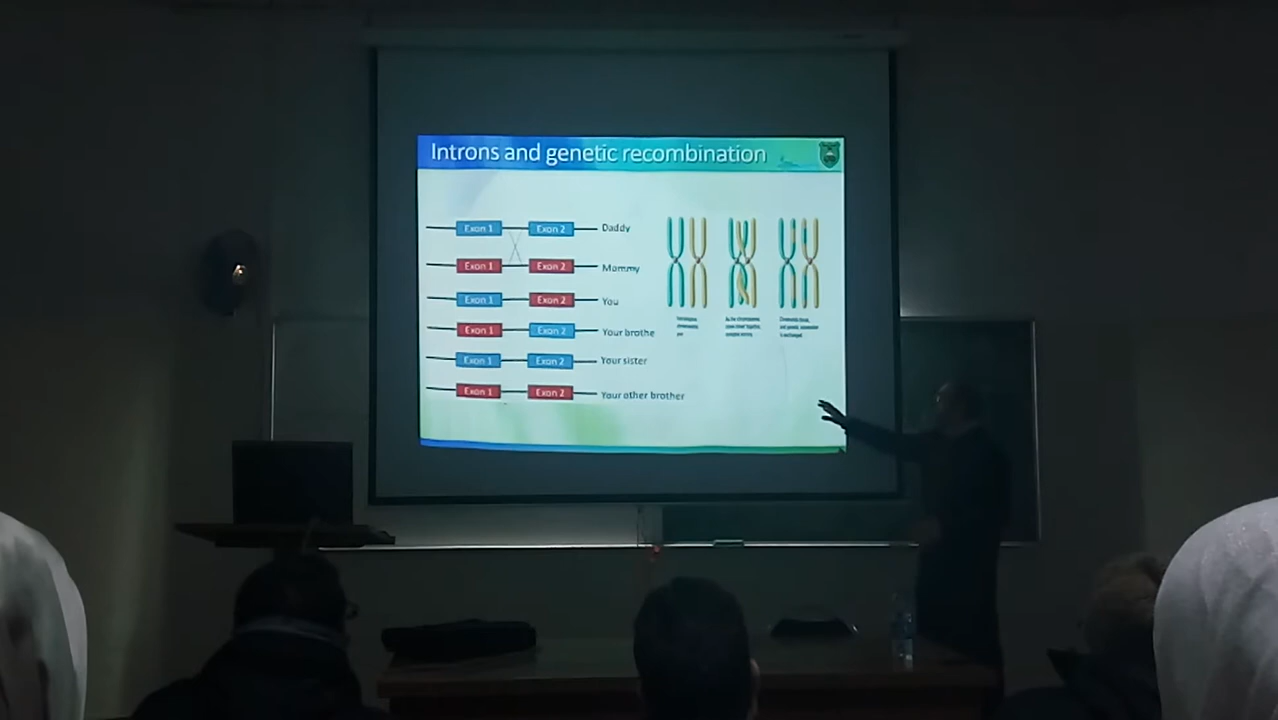 Introns and genetic recombination
Exon 1 Exon 2 Daddy
Exon 1 Exon 2 Mommy
Exon 1 Exon 2 You
Exon 1 Exon 2 Your brothe
Exon 1 Exon 2 Your sister
Exon 1 Exon 2 Your other brother